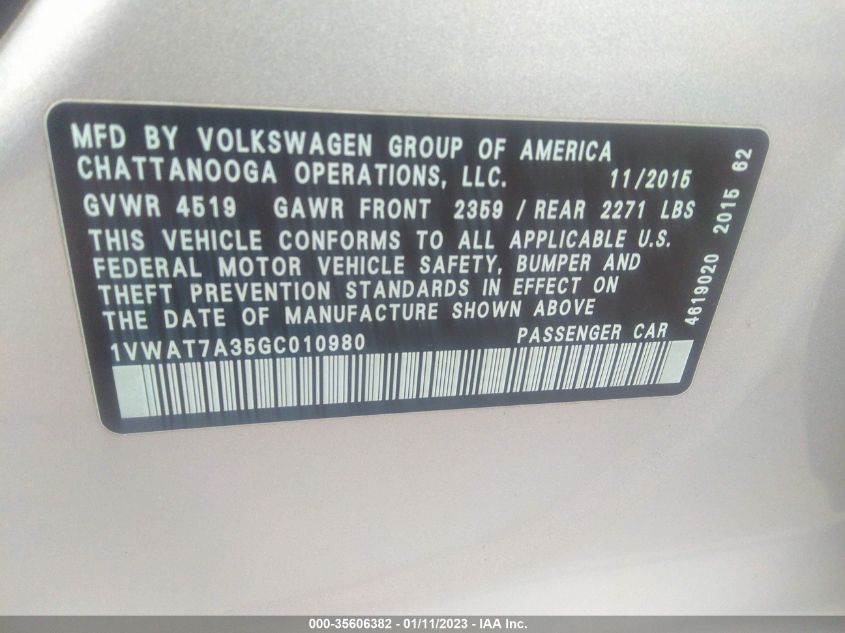 MFD BY VOLKSWAGEN GROUP OF AMERICA
CHATTANOOGA OPERATIONS, LLC. 11/2015
GVWR 4519 GAWR FRONT 2359 / REAR 2271 LBS
THIS VEHICLE CONFORMS TO ALL APPLICABLE U.S.
FEDERAL MOTOR VEHICLE SAFETY, BUMPER AND
THEFT PREVENTION STANDARDS IN EFFECT ON
THE DATE OF MANUFACTURE SHOWN ABOVE
1VWAT7A35GC010980 PASSENGER CAR
4619020 2015 62
000-35606382 - 01/11/2023 - IAA Inc.